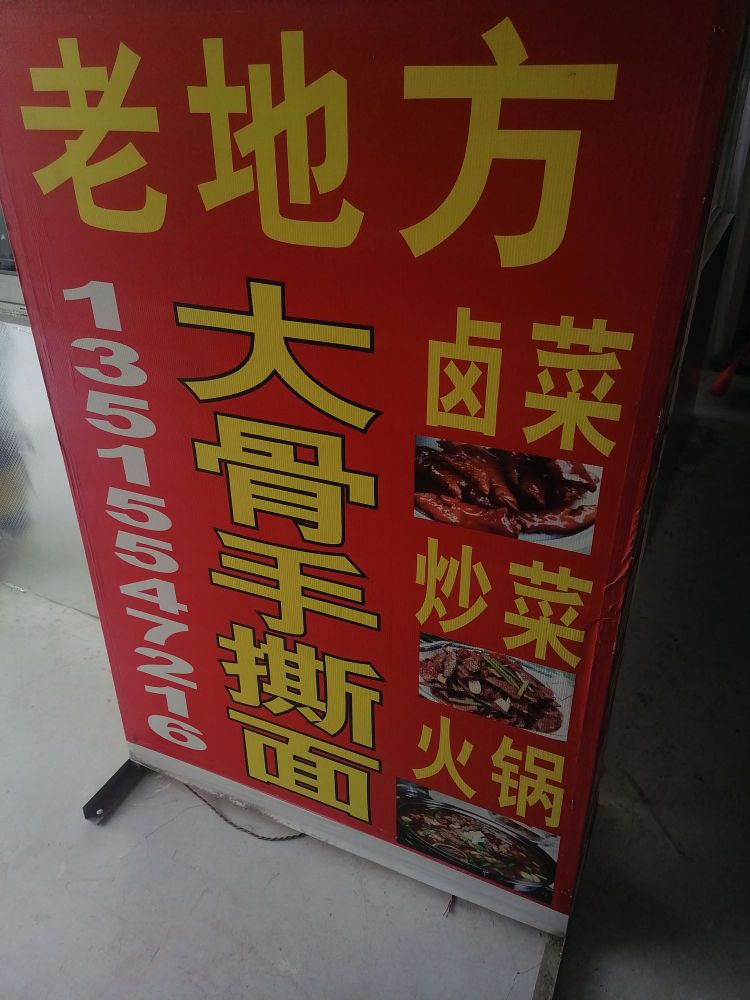 老地方
13515547216
大骨手撕面
卤菜
炒菜
火锅